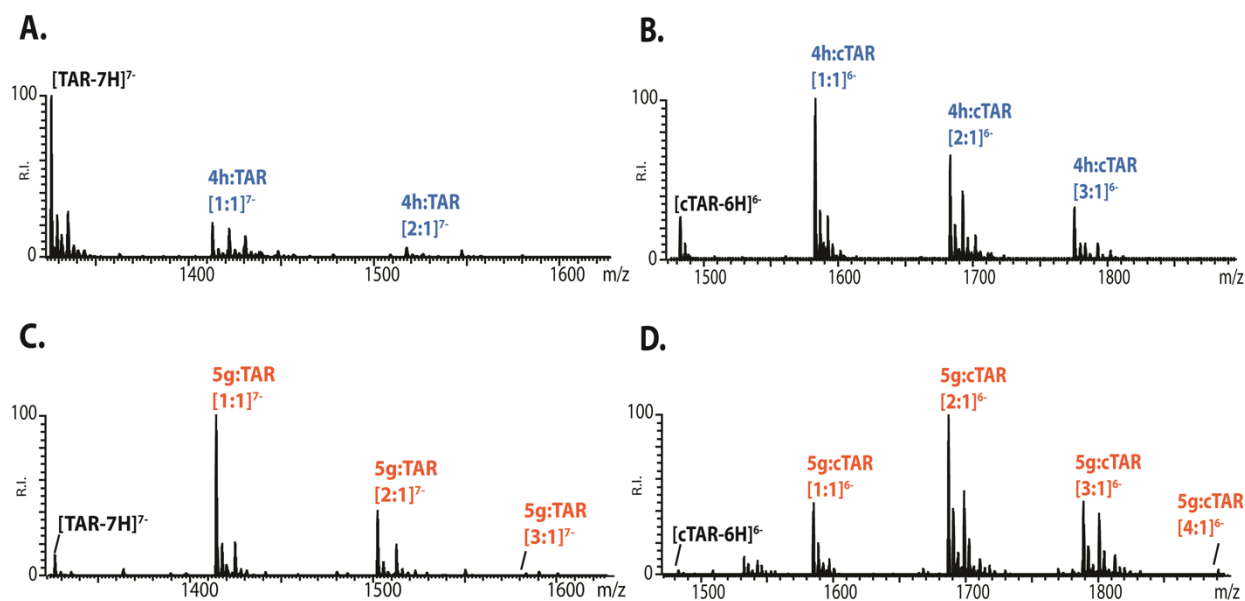 A.
[TAR-7H]⁷⁻
100
R.I.
0
4h:TAR
[1:1]⁷⁻
4h:TAR
[2:1]⁷⁻
1400
1500
1600
m/z
B.
100
R.I.
0
[cTAR-6H]⁶⁻
4h:cTAR
[1:1]⁶⁻
4h:cTAR
[2:1]⁶⁻
4h:cTAR
[3:1]⁶⁻
1500
1600
1700
1800
m/z
C.
100
R.I.
0
[TAR-7H]⁷⁻
5g:TAR
[1:1]⁷⁻
5g:TAR
[2:1]⁷⁻
5g:TAR
[3:1]⁷⁻
1400
1500
1600
m/z
D.
100
R.I.
0
[cTAR-6H]⁶⁻
5g:cTAR
[1:1]⁶⁻
5g:cTAR
[2:1]⁶⁻
5g:cTAR
[3:1]⁶⁻
5g:cTAR
[4:1]⁶⁻
1500
1600
1700
1800
m/z